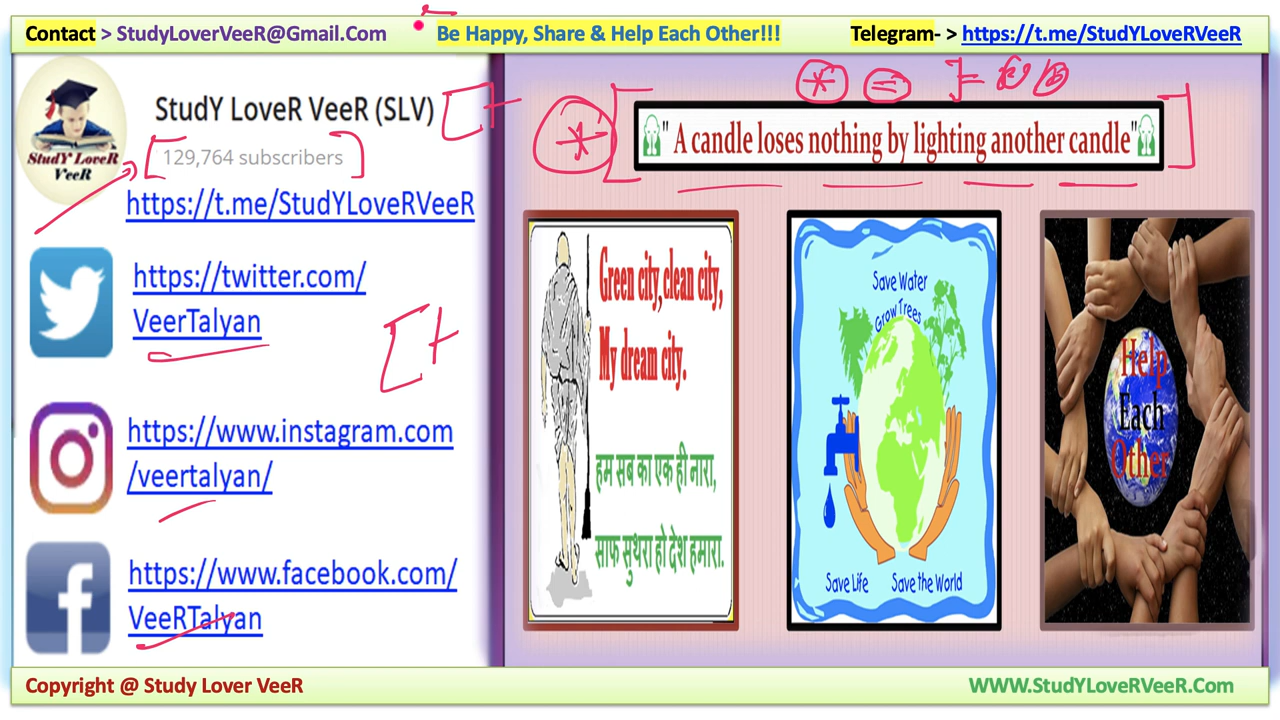 Contact > StudyLoverVeeR@Gmail.Com
Be Happy, Share & Help Each Other!!!
Telegram- > https://t.me/StudYLoveRVeeR
StudY LoveR VeeR (SLV)
129,764 subscribers
StudY LoveR
VeeR
https://t.me/StudYLoveRVeeR
https://twitter.com/
VeerTalyan
https://www.instagram.com
/veertalyan/
https://www.facebook.com/
VeeRTalyan
" A candle loses nothing by lighting another candle"
Green city,clean city,
My dream city.
हम सब का एक ही नारा,
साफ सुथरा हो देश हमारा.
Save Water
Grow Trees
Save Life
Save the World
Help
Each
Other
Copyright @ Study Lover VeeR
WWW.StudYLoveRVeeR.Com